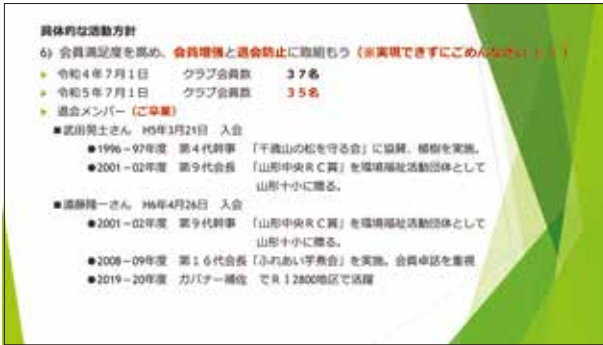 具体的な活動方針
6）会員満足度を高め、会員増強と退会防止に取組もう（※実現できずにごめんなさい！！）
▶ 令和４年７月１日　クラブ会員数　３７名
▶ 令和５年７月１日　クラブ会員数　３５名
▶ 退会メンバー（ご卒業）
■武田 士さん　H5年3月21日　入会
●1996－97年度　第４代幹事　「千歳山の松を守る会」に協賛、植樹を実施。
●2001－02年度　第９代会長　「山形中央ＲＣ賞」を環境福祉活動団体として
山形十小に贈る。
■遠藤 一さん　H6年4月26日　入会
●2001－02年度　第９代幹事　「山形中央ＲＣ賞」を環境福祉活動団体として
山形十小に贈る。
●2008－09年度　第１６代会長「ふれあい芋煮会」を実施。会員卓話を重視
●2019－20年度　ガバナー補佐　でＲＩ2800地区で活躍